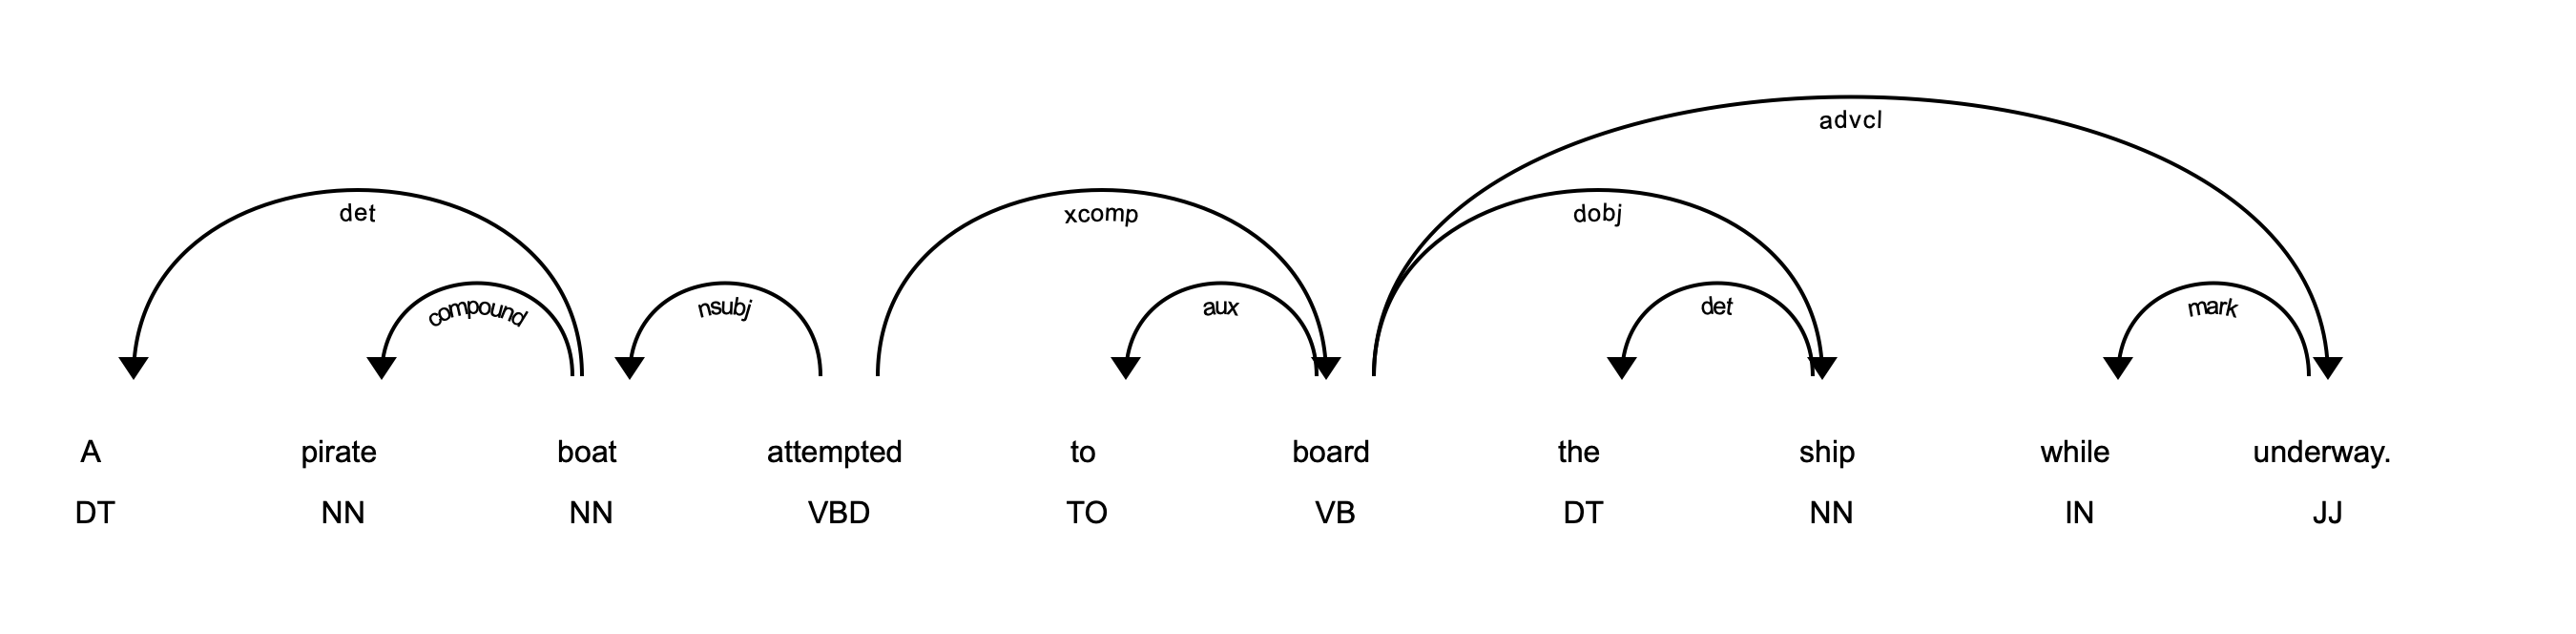 advcl
det xcomp dobj
compound nsubj aux det mark
A pirate boat attempted to board the ship while underway.
DT NN NN VBD TO VB DT NN IN JJ